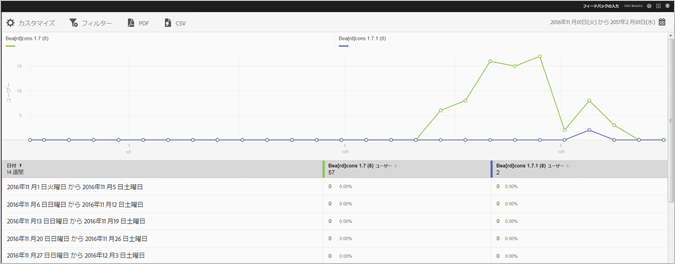 フィードバックの入力
カスタマイズ フィルター PDF CSV 2016年11月01日(火) から 2017年2月01日(水)
Bea[rd]cons 1.7 (8) Bea[rd]cons 1.7.1 (8)
15
10
5
ユーザー
日付 ↑ Bea[rd]cons 1.7 (8) ユーザー Bea[rd]cons 1.7.1 (8) ユーザー
14 週間 57 2
2016年11月1日火曜日 から 2016年11月5日土曜日 0 0.00% 0 0.00%
2016年11月6日日曜日 から 2016年11月12日土曜日 0 0.00% 0 0.00%
2016年11月13日日曜日 から 2016年11月19日土曜日 0 0.00% 0 0.00%
2016年11月20日日曜日 から 2016年11月26日土曜日 0 0.00% 0 0.00%
2016年11月27日日曜日 から 2016年12月3日土曜日 0 0.00% 0 0.00%